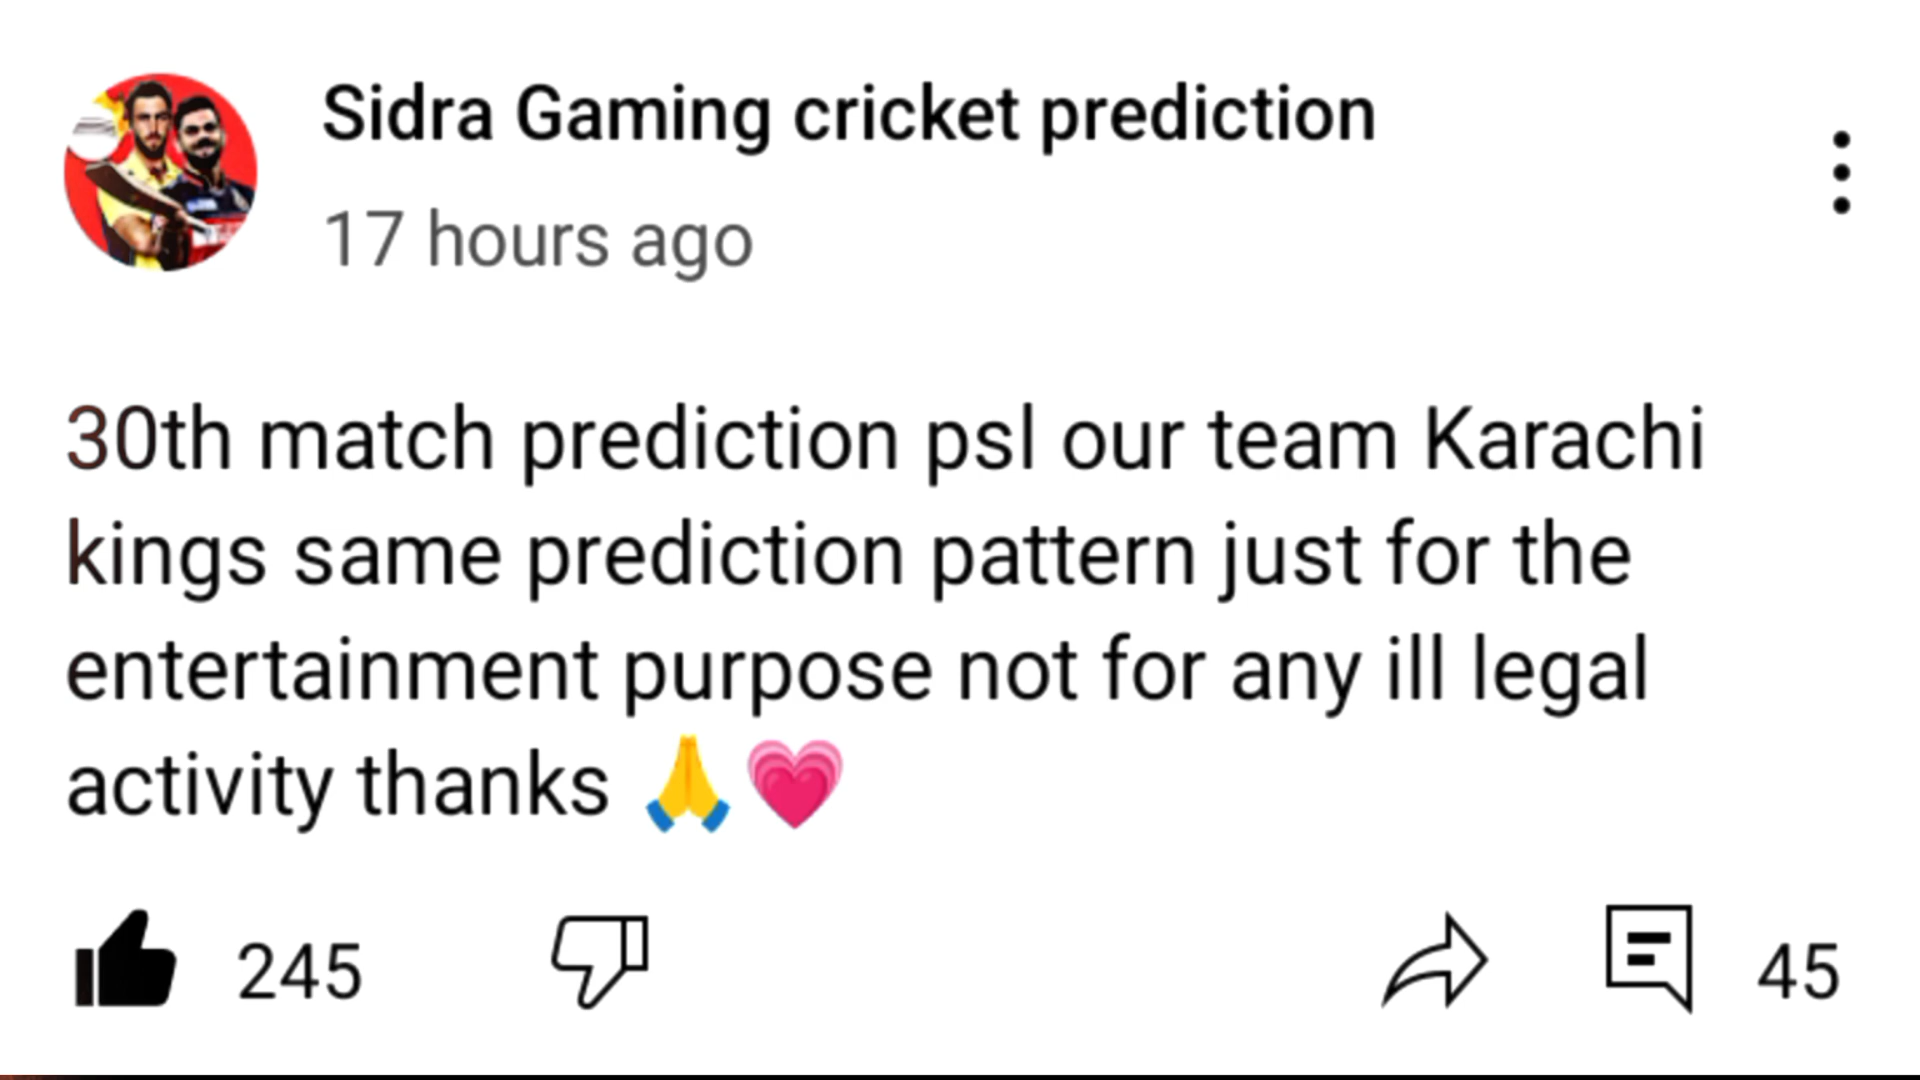 Sidra Gaming cricket prediction
17 hours ago
30th match prediction psl our team Karachi
kings same prediction pattern just for the
entertainment purpose not for any ill legal
activity thanks 🙏💗
245
45